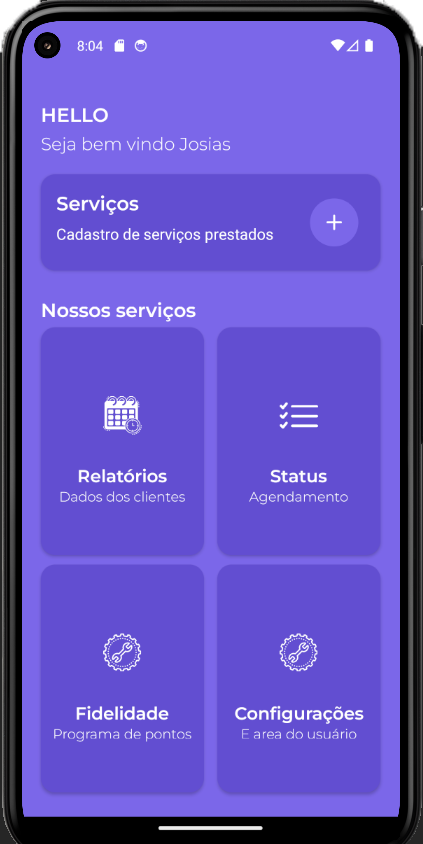 8:04
HELLO
Seja bem vindo Josias
Serviços
Cadastro de serviços prestados
Nossos serviços
Relatórios
Dados dos clientes
Status
Agendamento
Fidelidade
Programa de pontos
Configurações
E area do usuário